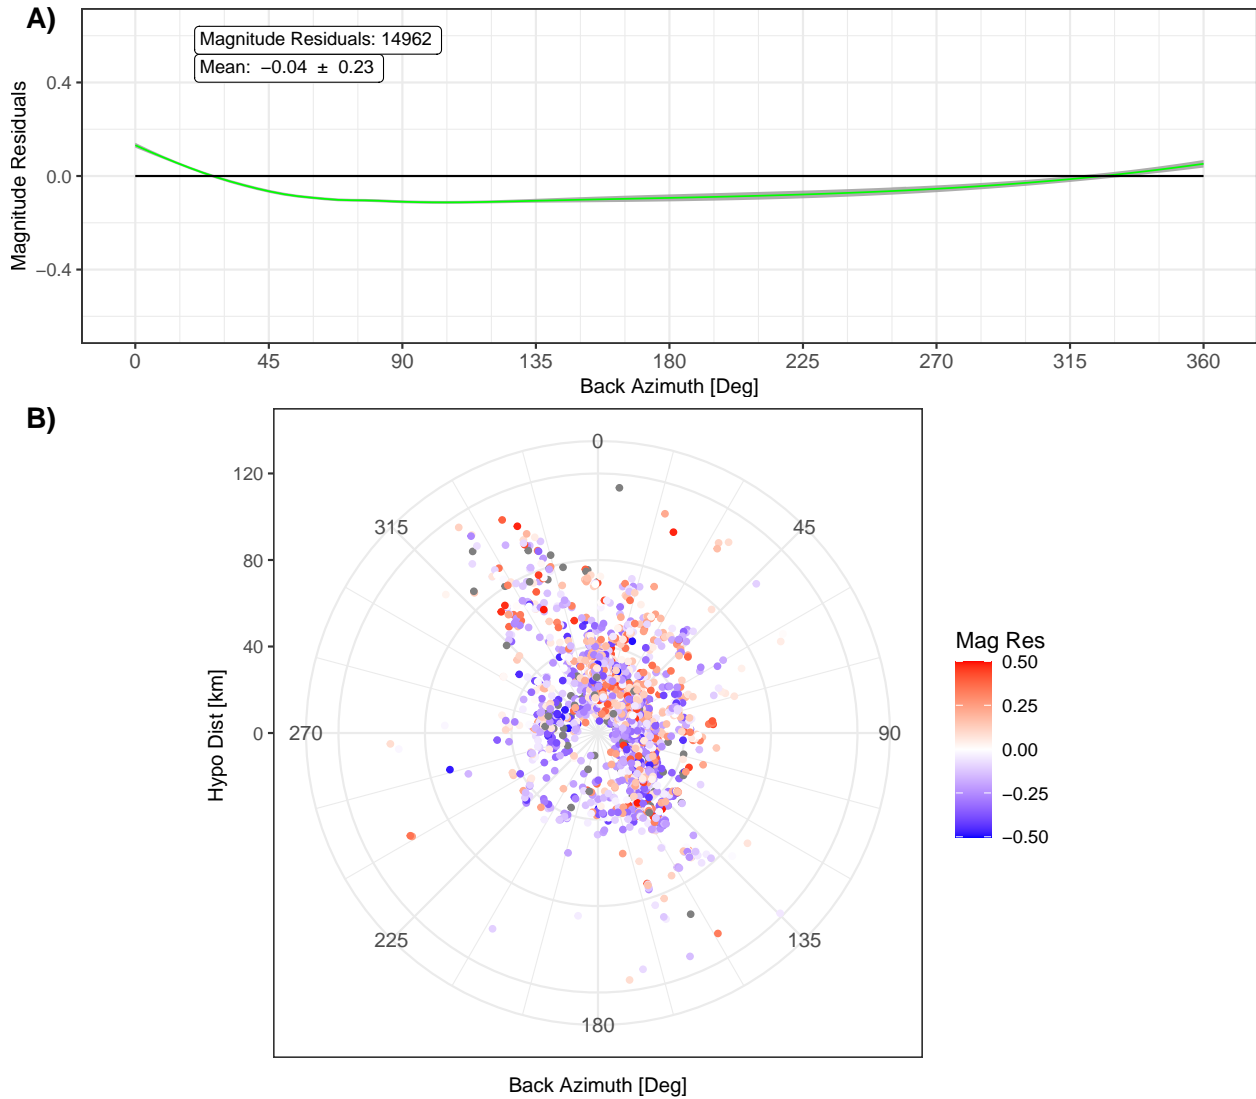 A)
Magnitude Residuals: 14962
Mean: −0.04 ± 0.23
Magnitude Residuals
0.4
0.0
−0.4
0 45 90 135 180 225 270 315 360
Back Azimuth [Deg]
B)
Hypo Dist [km]
120
80
40
0
0
45
90
135
180
225
270
315
Back Azimuth [Deg]
Mag Res
0.50
0.25
0.00
−0.25
−0.50